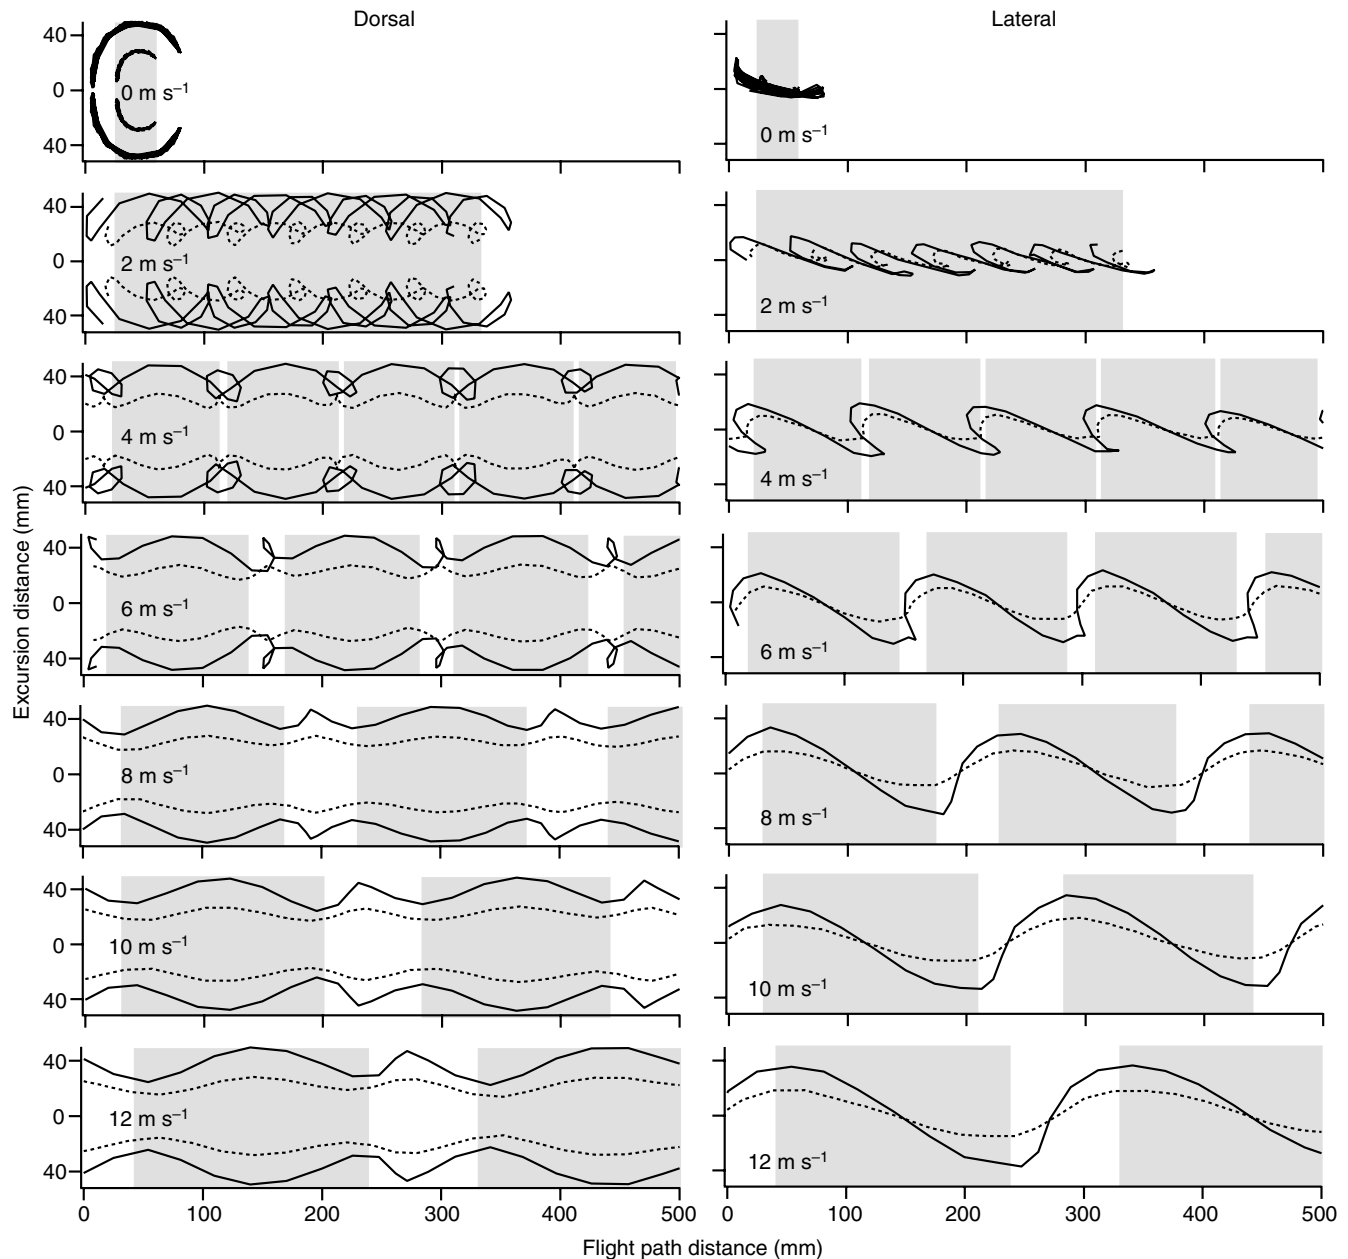 Dorsal Lateral
40
0
40
0 m s⁻¹ 0 m s⁻¹
40
0
40
2 m s⁻¹ 2 m s⁻¹
40
0
40
4 m s⁻¹ 4 m s⁻¹
40
0
40
6 m s⁻¹ 6 m s⁻¹
40
0
40
8 m s⁻¹ 8 m s⁻¹
40
0
40
10 m s⁻¹ 10 m s⁻¹
40
0
40
12 m s⁻¹ 12 m s⁻¹
Excursion distance (mm)
0 100 200 300 400 500 0 100 200 300 400 500
Flight path distance (mm)